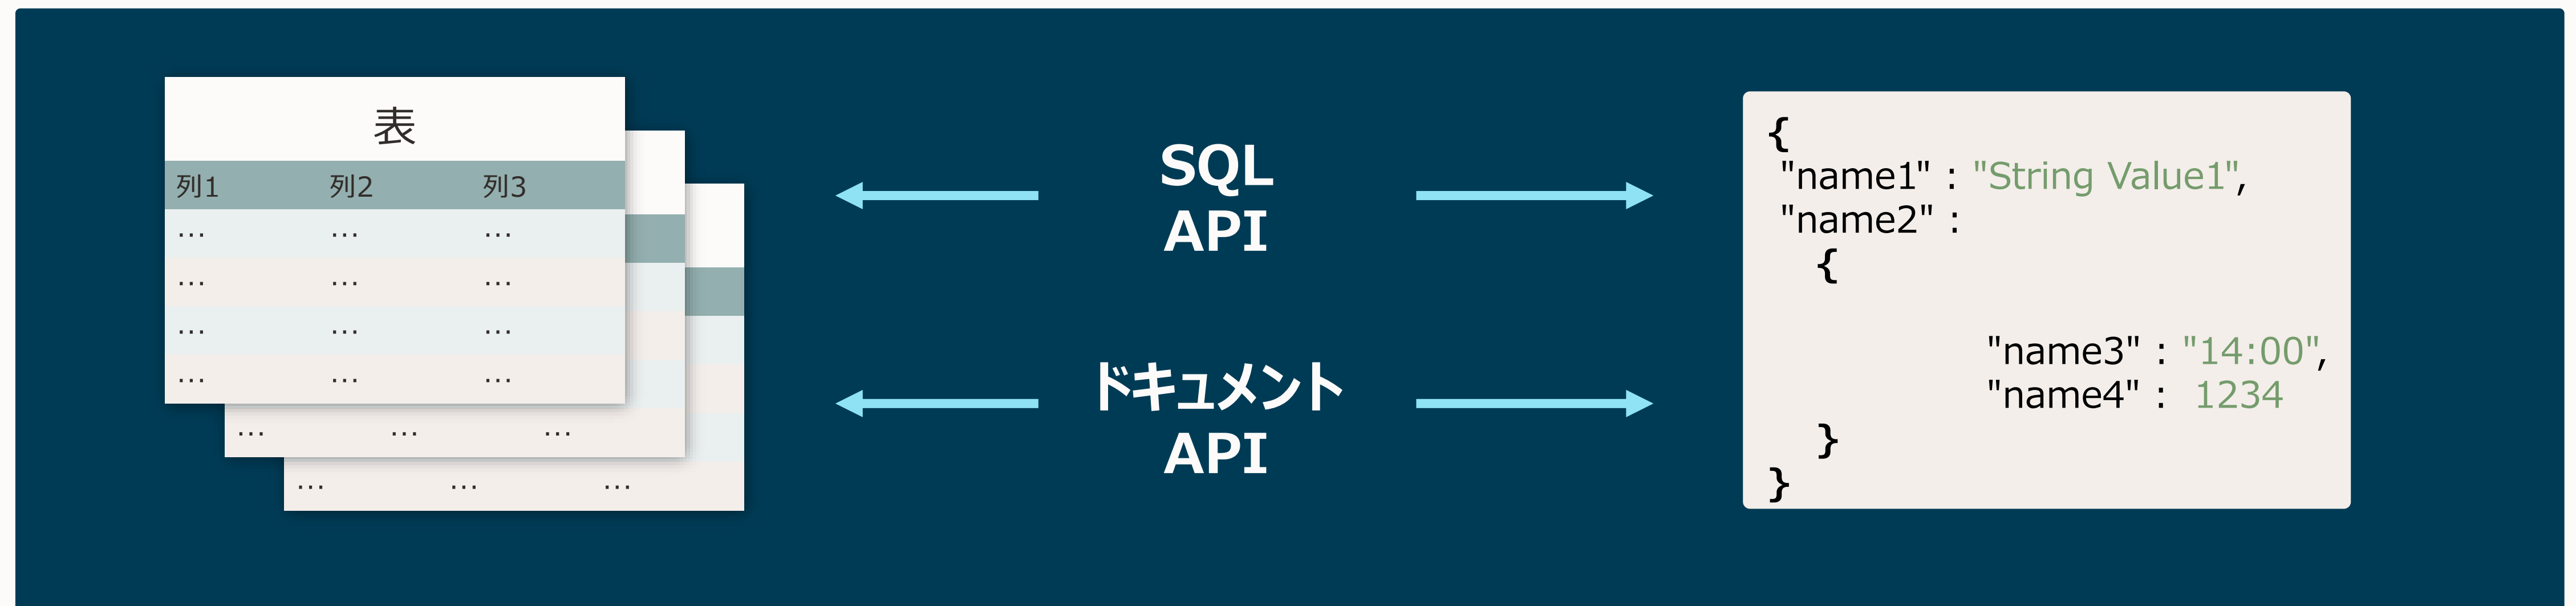 表
列1 列2 列3
… … …
… … …
… … …
… … …
… … …
… … …
SQL
API
ドキュメント
API
{
"name1" : "String Value1",
"name2" :
{
"name3" : "14:00",
"name4" : 1234
}
}